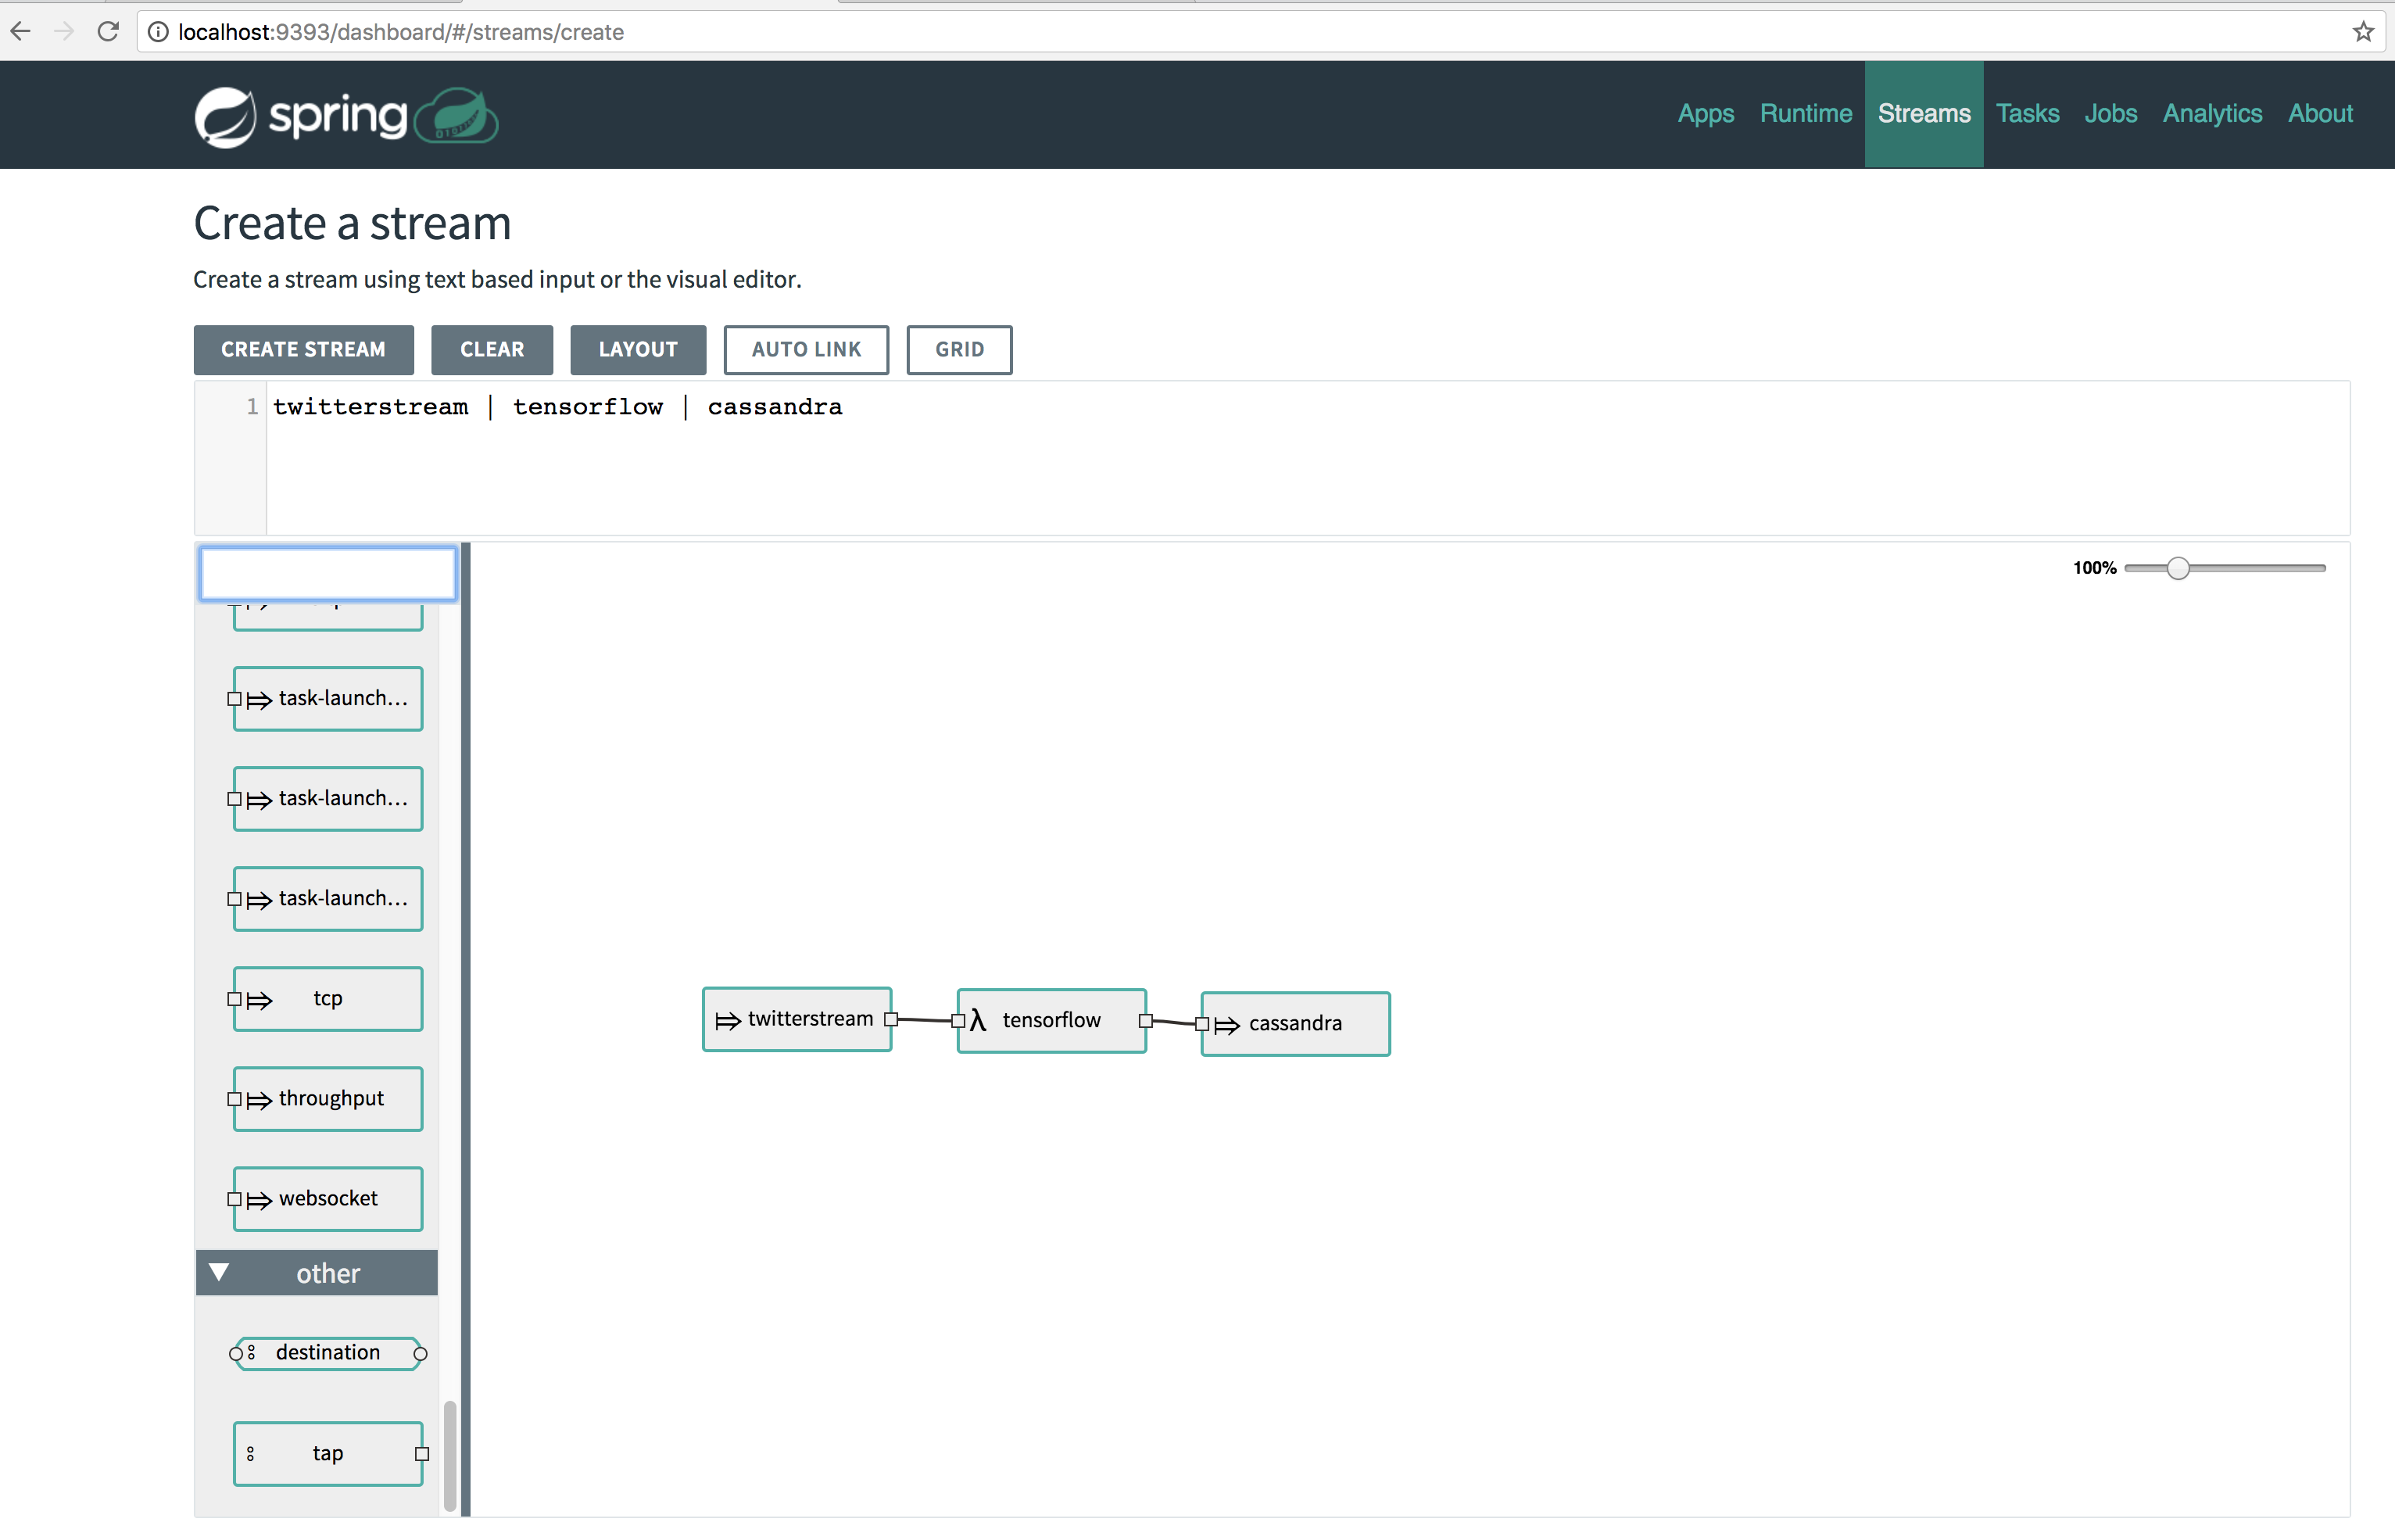 localhost:9393/dashboard/#/streams/create
spring
Apps Runtime Streams Tasks Jobs Analytics About
Create a stream
Create a stream using text based input or the visual editor.
CREATE STREAM CLEAR LAYOUT AUTO LINK GRID
1 twitterstream | tensorflow | cassandra
100%
task-launch...
task-launch...
task-launch...
tcp
twitterstream λ tensorflow cassandra
throughput
websocket
other
destination
tap